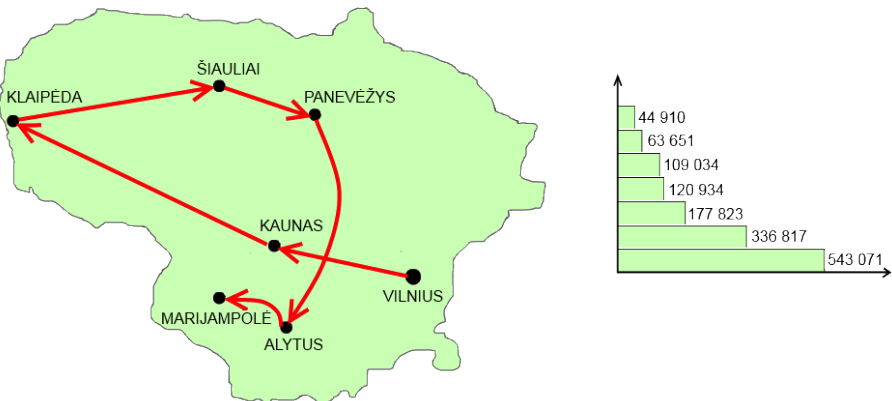 ŠIAULIAI
KLAIPĖDA
PANEVĖŽYS
KAUNAS
VILNIUS
MARIJAMPOLĖ
ALYTUS
44 910
63 651
109 034
120 934
177 823
336 817
543 071